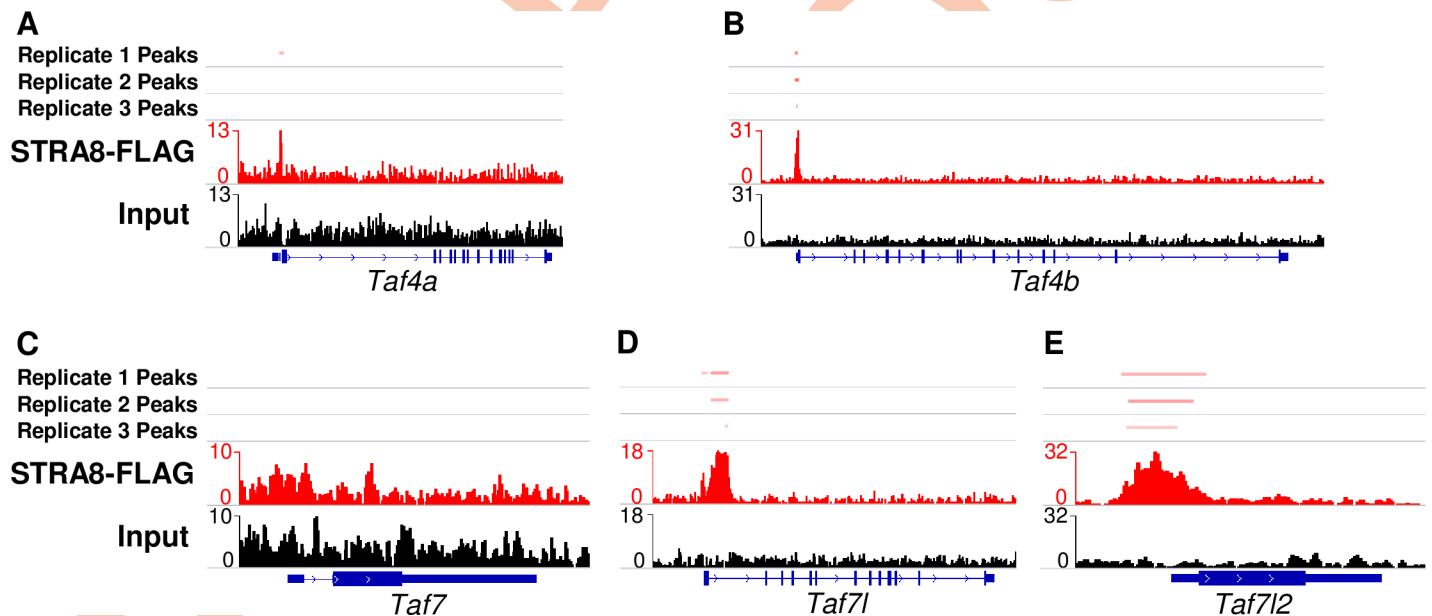 A
B
Replicate 1 Peaks
Replicate 2 Peaks
Replicate 3 Peaks
13
31
STRA8-FLAG
0
0
13
31
Input
0
0
Taf4a
Taf4b
C
D
E
Replicate 1 Peaks
Replicate 2 Peaks
Replicate 3 Peaks
10
18
32
STRA8-FLAG
0
0
0
10
18
32
Input
0
0
0
Taf7
Taf7l
Taf7l2